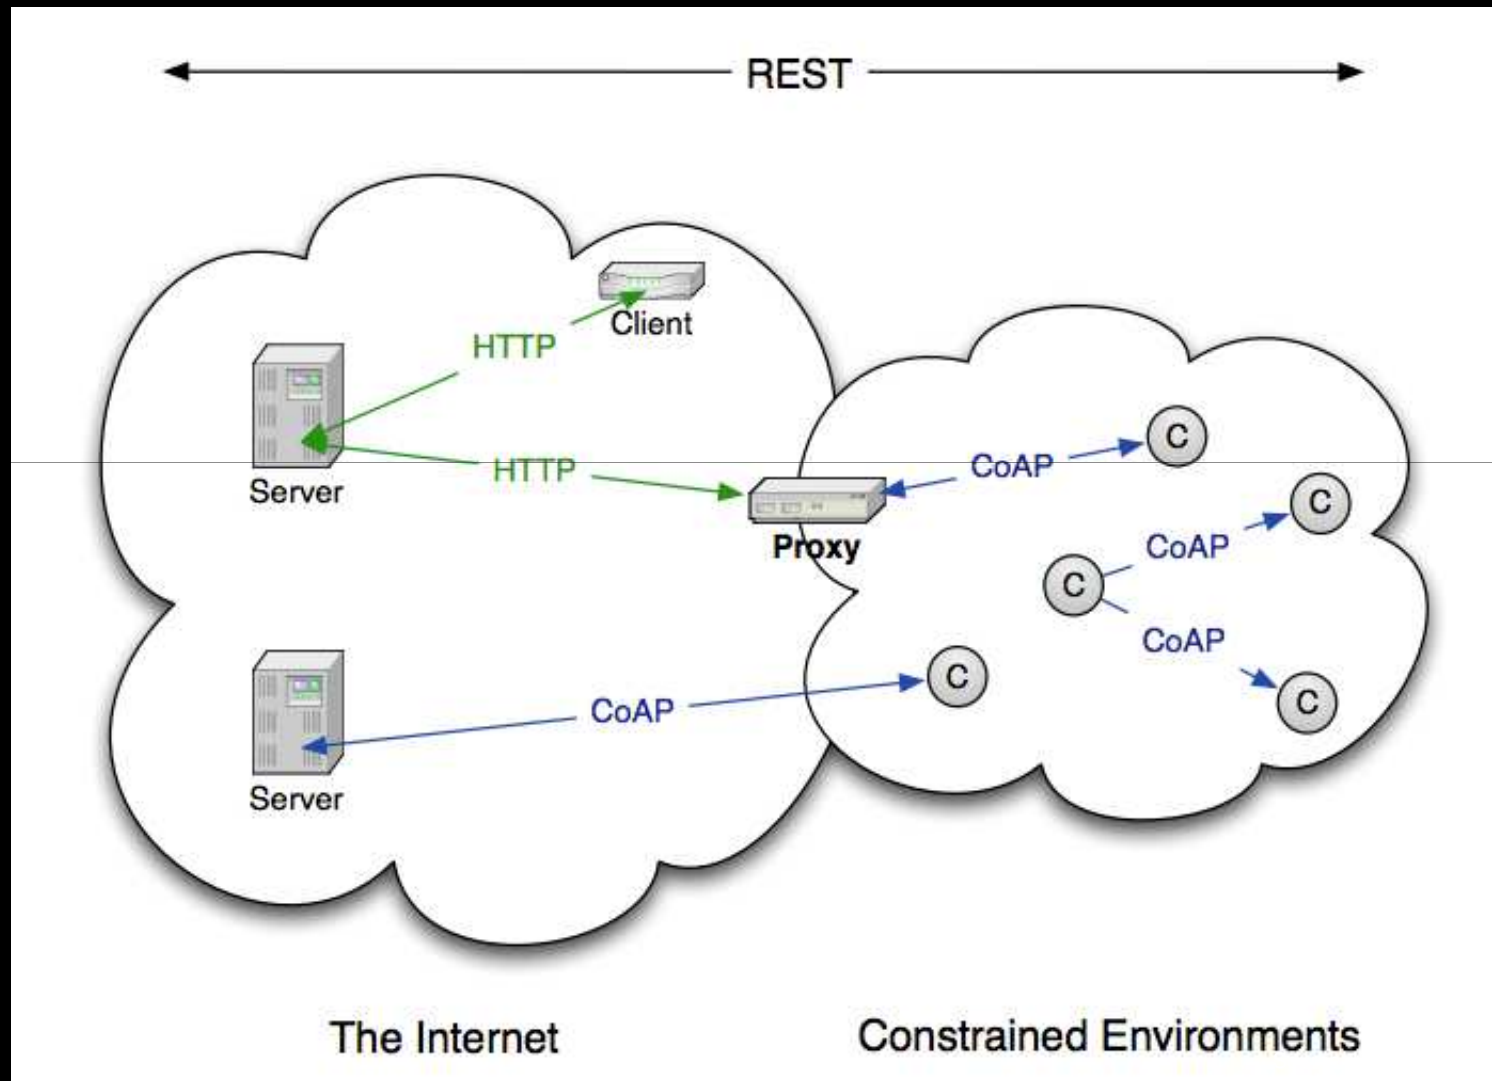 REST
Client
HTTP
Server
HTTP
Proxy
CoAP
C
C
CoAP
C
CoAP
C
CoAP
C
Server
The Internet
Constrained Environments